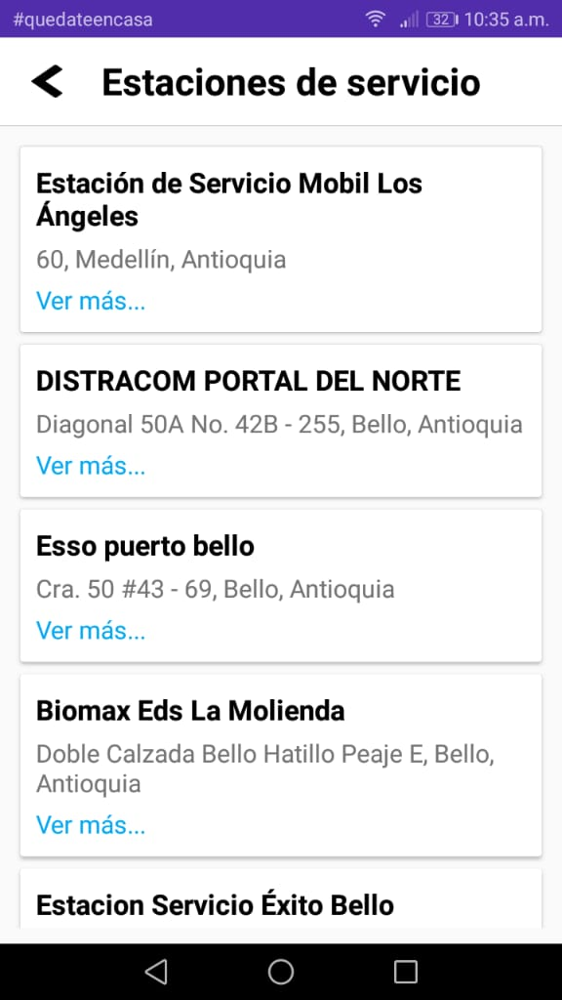 #quedateencasa 32 10:35 a.m.
Estaciones de servicio
Estación de Servicio Mobil Los
Ángeles
60, Medellín, Antioquia
Ver más...
DISTRACOM PORTAL DEL NORTE
Diagonal 50A No. 42B - 255, Bello, Antioquia
Ver más...
Esso puerto bello
Cra. 50 #43 - 69, Bello, Antioquia
Ver más...
Biomax Eds La Molienda
Doble Calzada Bello Hatillo Peaje E, Bello,
Antioquia
Ver más...
Estacion Servicio Éxito Bello